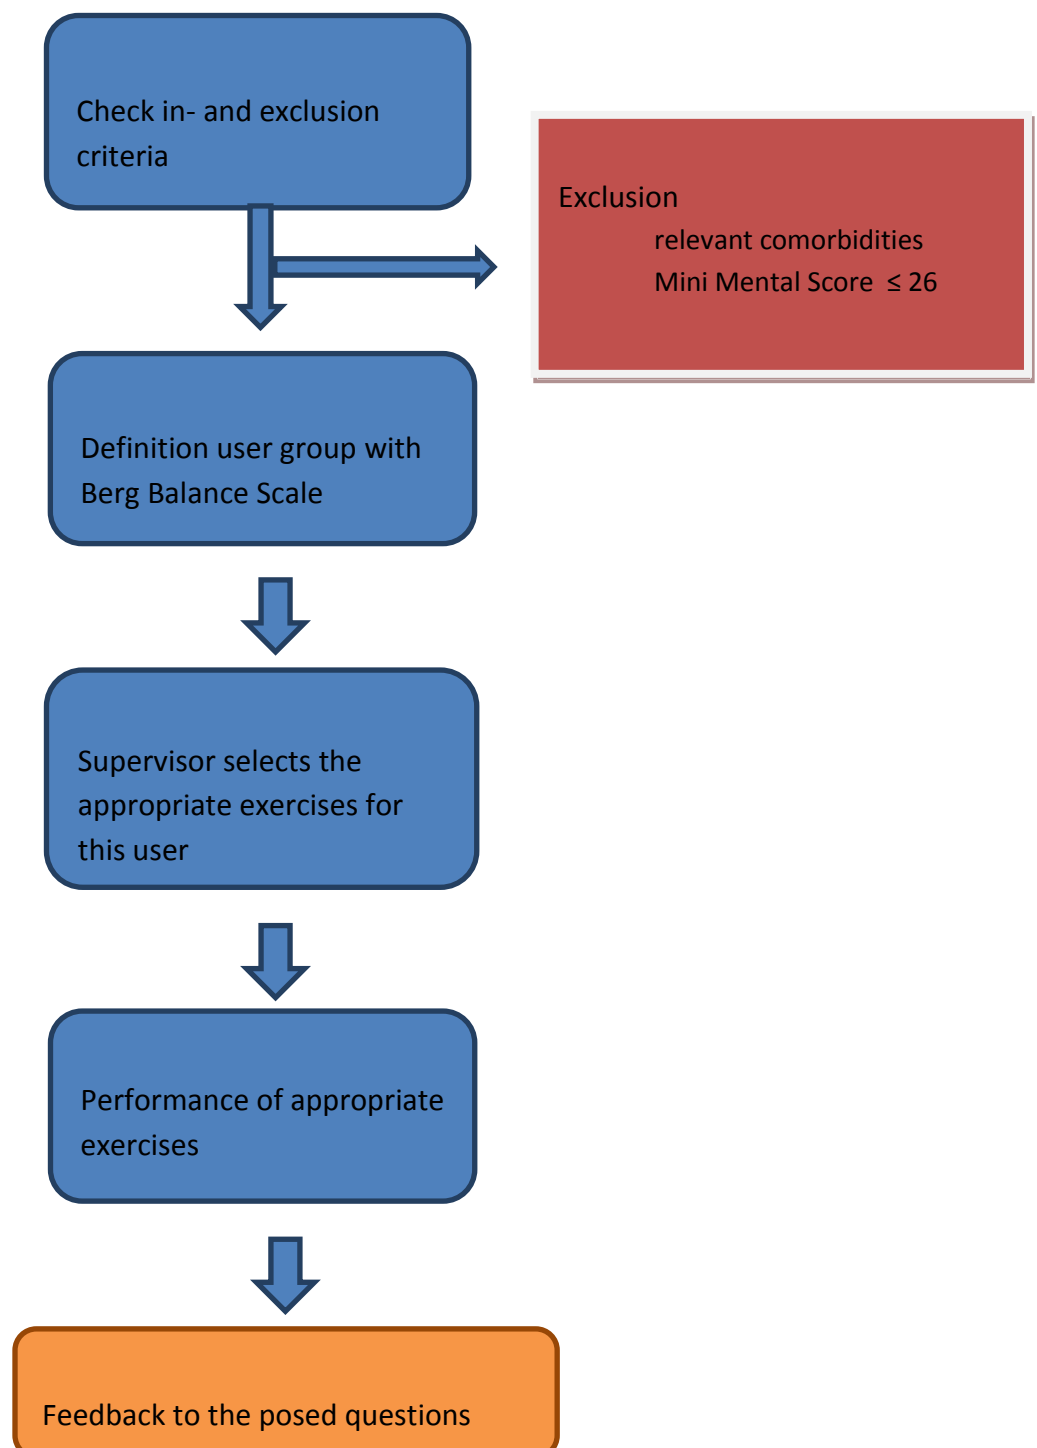 Check in- and exclusion
criteria
Exclusion
relevant comorbidities
Mini Mental Score ≤ 26
Definition user group with
Berg Balance Scale
Supervisor selects the
appropriate exercises for
this user
Performance of appropriate
exercises
Feedback to the posed questions